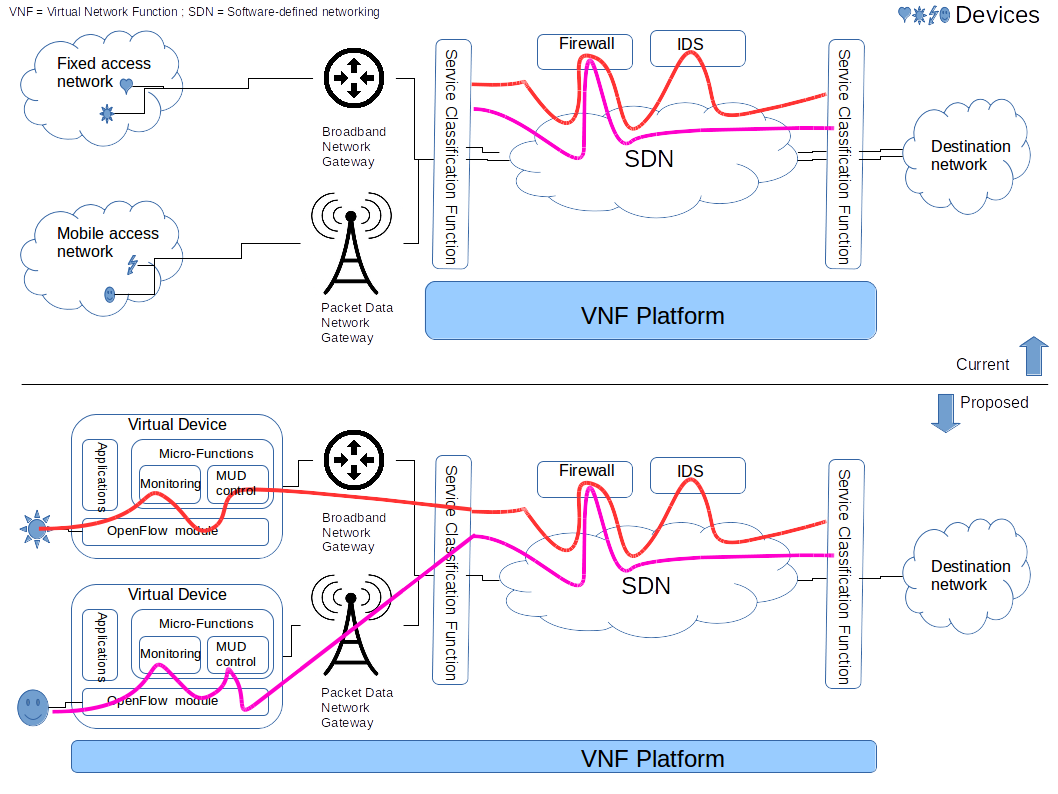 VNF = Virtual Network Function ; SDN = Software-defined networking
Devices
Fixed access
network
Broadband
Network
Gateway
Service Classification Function
Firewall
IDS
SDN
Service Classification Function
Destination
network
Mobile access
network
Packet Data
Network
Gateway
VNF Platform
Current
Proposed
Virtual Device
Applications
Micro-Functions
Monitoring
MUD
control
OpenFlow module
Broadband
Network
Gateway
Service Classification Function
Firewall
IDS
SDN
Service Classification Function
Destination
network
Virtual Device
Applications
Micro-Functions
Monitoring
MUD
control
OpenFlow module
Packet Data
Network
Gateway
VNF Platform